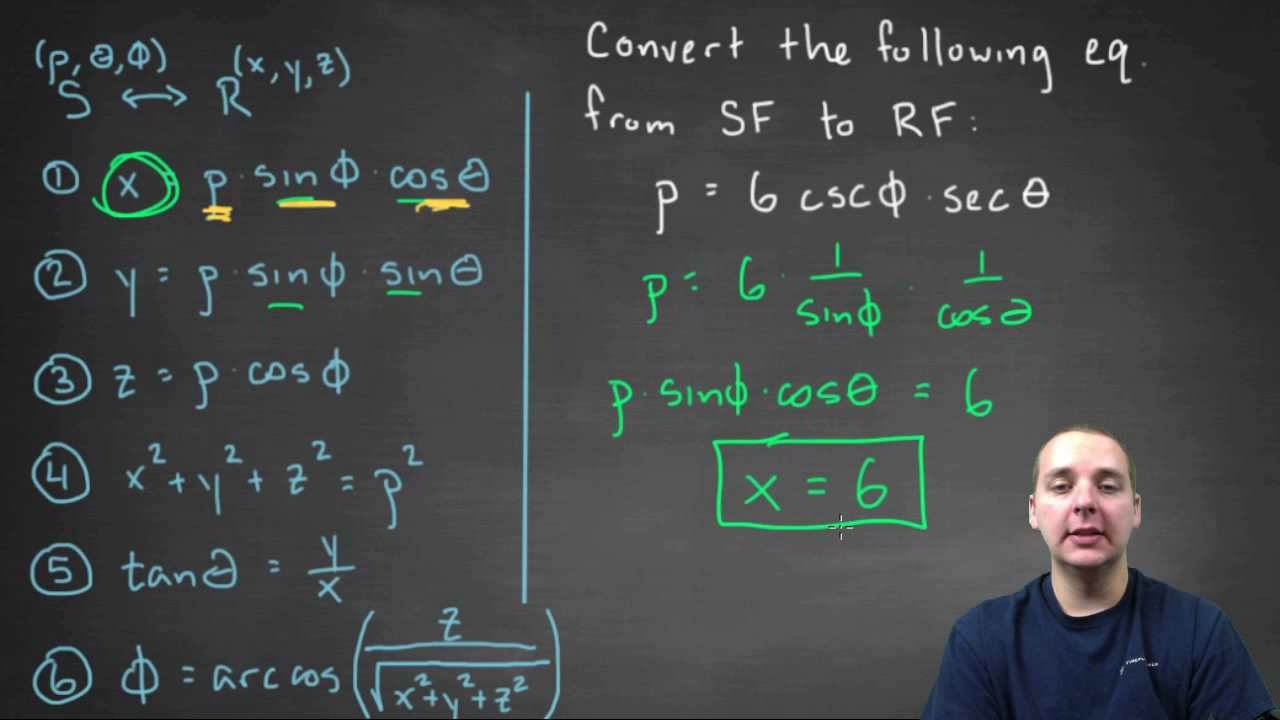 (ρ, θ, φ) (x, y, z)
S ↔ R
① x ρ · sin φ · cos θ
② y = ρ · sin φ · sin θ
③ z = ρ · cos φ
④ x² + y² + z² = ρ²
⑤ tan θ = y/x
⑥ φ = arccos (z/√(x²+y²+z²))
Convert the following eq.
from SF to RF:
ρ = 6 csc φ · sec θ
ρ = 6 · 1/sin φ · 1/cos θ
ρ · sin φ · cos θ = 6
x = 6